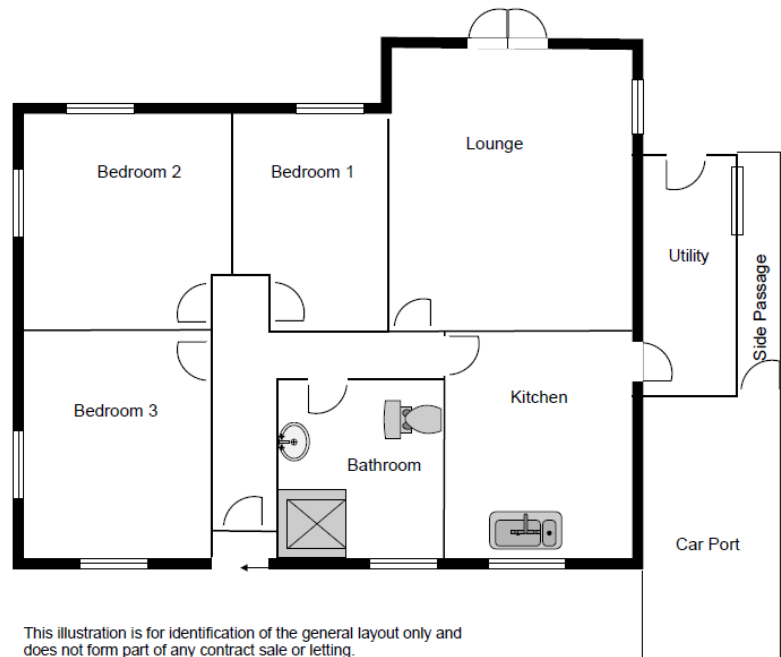 Lounge
Bedroom 2
Bedroom 1
Utility
Side Passage
Bedroom 3
Kitchen
Bathroom
Car Port
This illustration is for identification of the general layout only and
does not form part of any contract sale or letting.